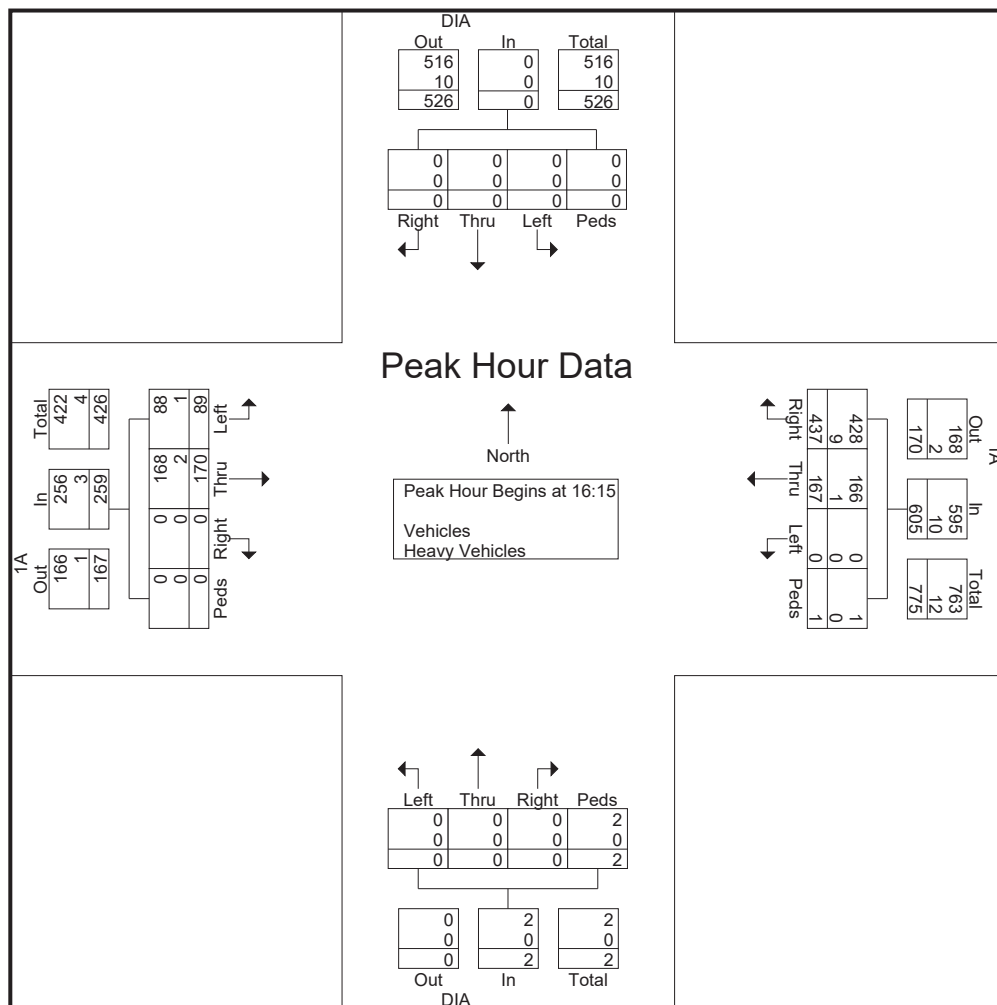 DIA
Out In Total
516 0 516
10 0 10
526 0 526
0 0 0 0
0 0 0 0
0 0 0 0
Right Thru Left Peds
Peak Hour Data
North
Peak Hour Begins at 16:15
Vehicles
Heavy Vehicles
1A
Total In Out
422 256 166
4 3 1
426 259 167
88 168 0 0
1 2 0 0
89 170 0 0
Left Thru Right Peds
1A
Out In Total
168 595 763
2 10 12
170 605 775
428 166 0 1
9 1 0 0
437 167 0 1
Right Thru Left Peds
Left Thru Right Peds
0 0 0 2
0 0 0 0
0 0 0 2
0 2 2
0 0 0
0 2 2
Out In Total
DIA